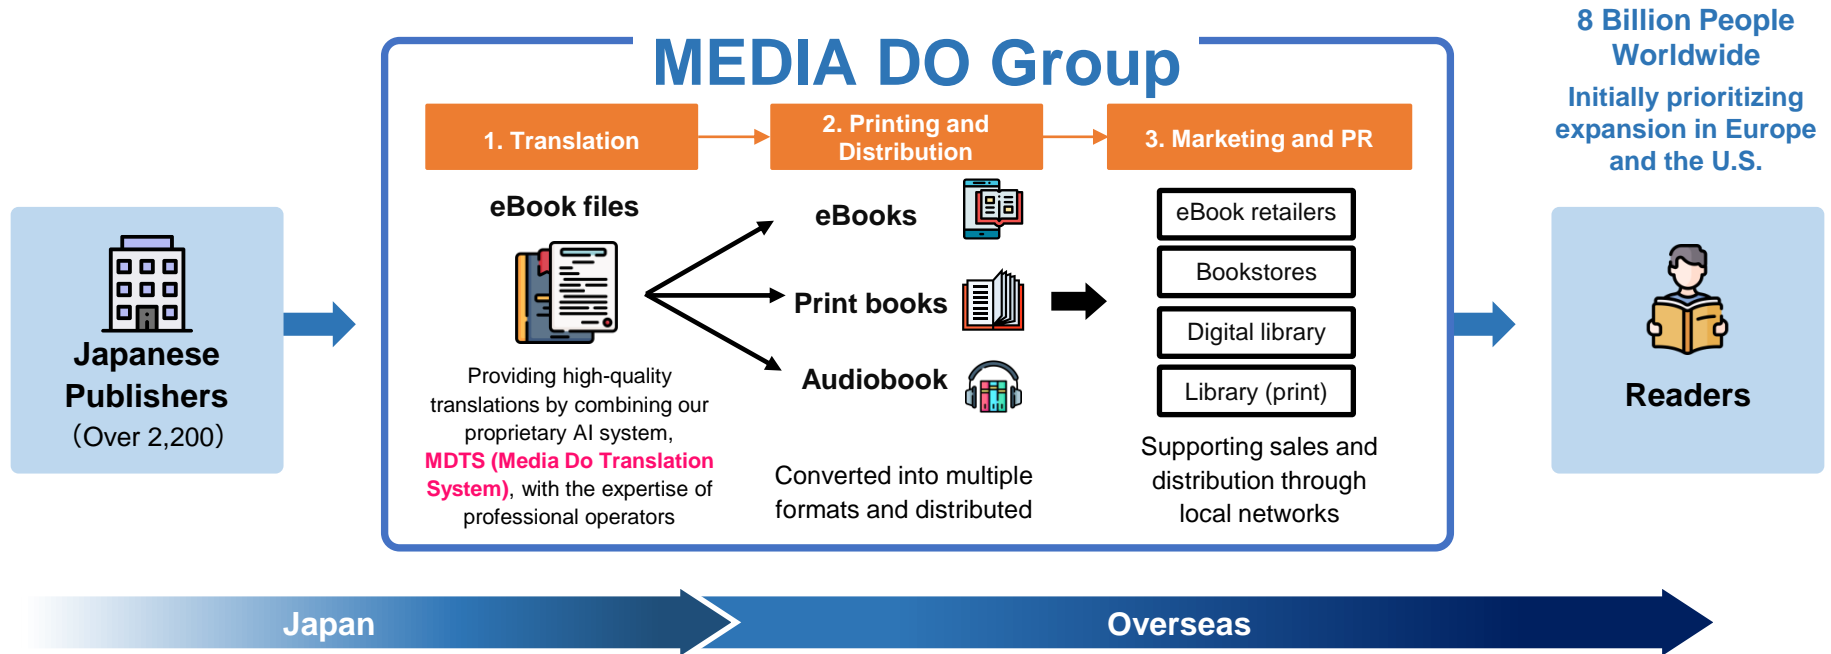 MEDIA DO Group
8 Billion People
Worldwide
Initially prioritizing
expansion in Europe
and the U.S.
Japanese
Publishers
（Over 2,200）
1. Translation
eBook files
Providing high-quality
translations by combining our
proprietary AI system,
MDTS (Media Do Translation
System), with the expertise of
professional operators
2. Printing and
Distribution
eBooks
Print books
Audiobook
Converted into multiple
formats and distributed
3. Marketing and PR
eBook retailers
Bookstores
Digital library
Library (print)
Supporting sales and
distribution through
local networks
Readers
Japan
Overseas